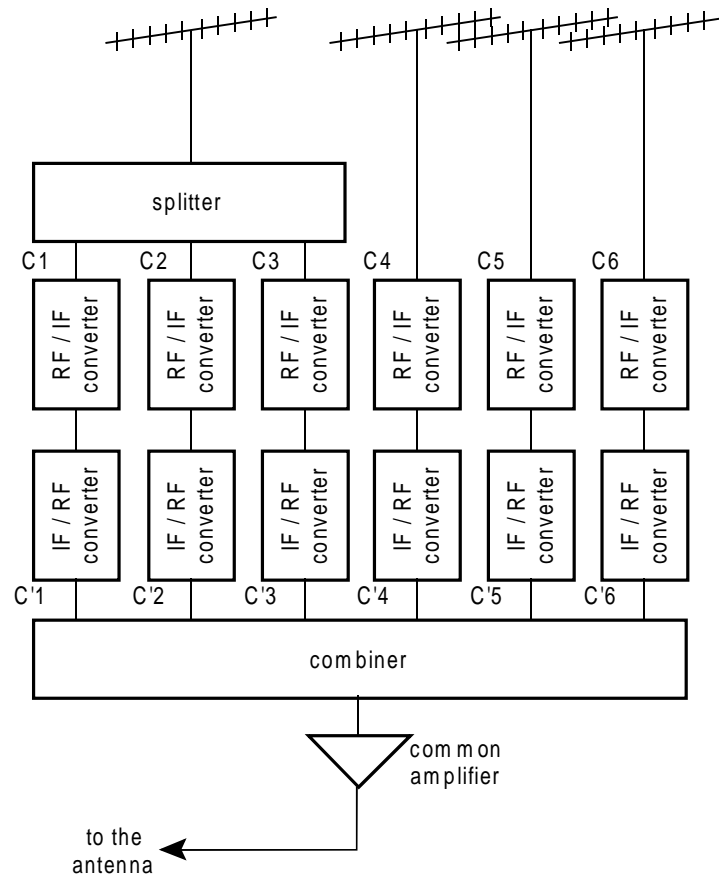 splitter
C1 C2 C3 C4 C5 C6
RF / IF
converter
RF / IF
converter
RF / IF
converter
RF / IF
converter
RF / IF
converter
RF / IF
converter
IF / RF
converter
IF / RF
converter
IF / RF
converter
IF / RF
converter
IF / RF
converter
IF / RF
converter
C'1 C'2 C'3 C'4 C'5 C'6
combiner
common
amplifier
to the
antenna